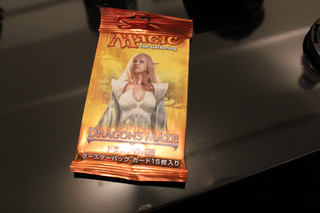 MAGIC
The Gathering
DRAGON'S MAZE
ドラゴンの迷路
ブースターパック カード15枚入り